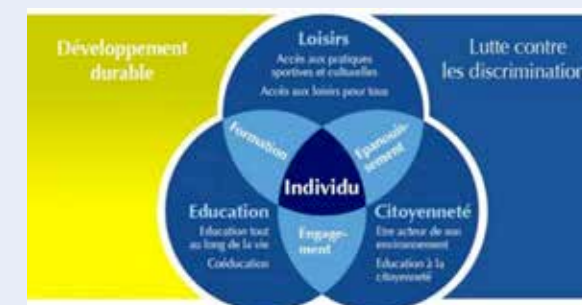 Développement
durable
Loisirs
Accès aux pratiques
sportives et culturelles
Accès aux loisirs pour tous
Lutte contre
les discrimination
Formation
Epanouis-
sement
Individu
Education
Education tout
au long de la vie
Coéducation
Engage-
ment
Citoyenneté
Etre acteur de son
environnement
Education à la
citoyenneté